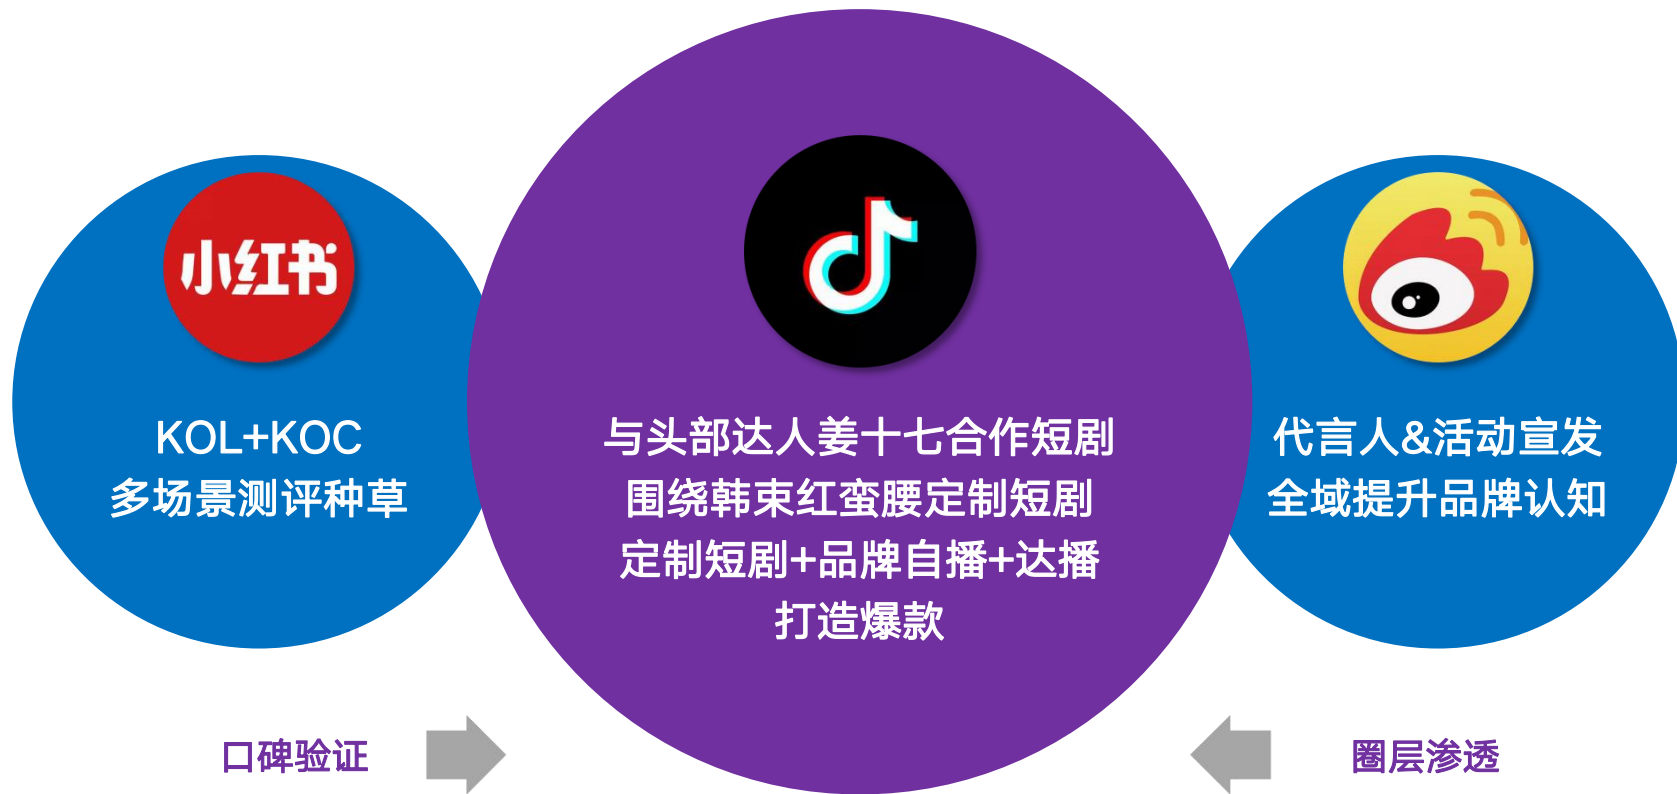 小红书
KOL+KOC
多场景测评种草
与头部达人姜十七合作短剧
围绕韩束红蛮腰定制短剧
定制短剧+品牌自播+达播
打造爆款
代言人&活动宣发
全域提升品牌认知
口碑验证
圈层渗透